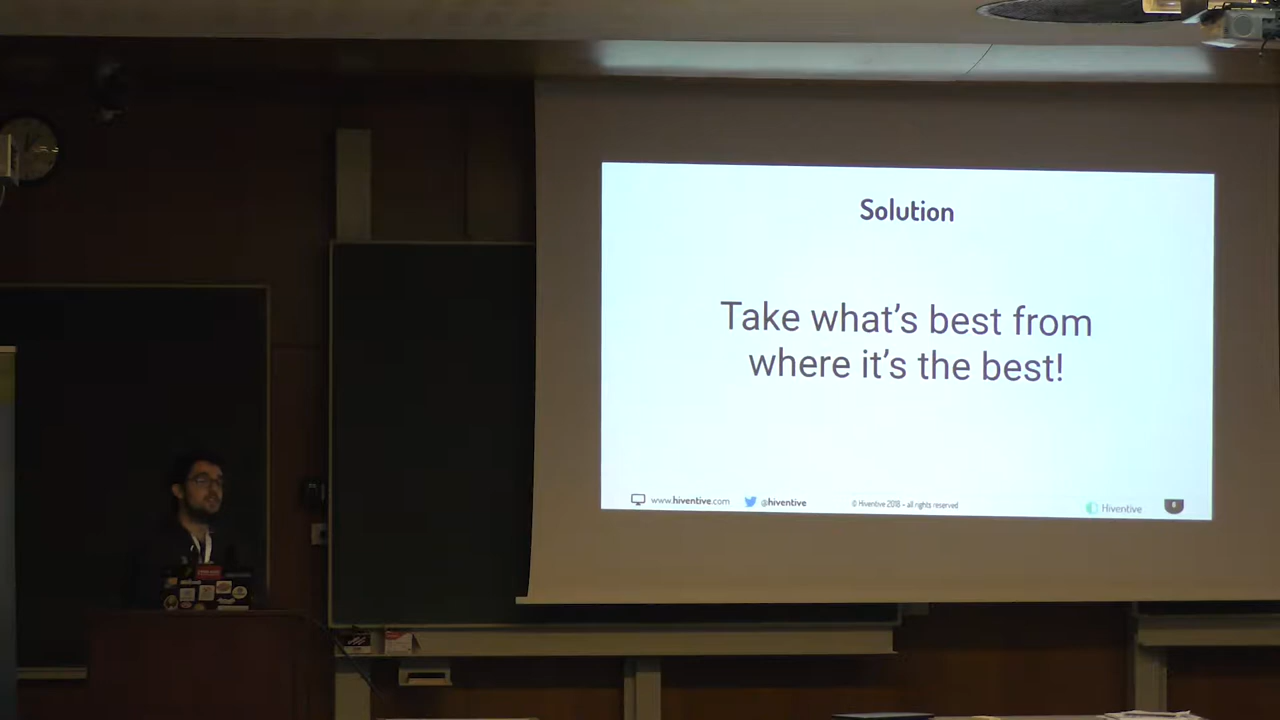 Solution
Take what's best from
where it's the best!
www.hiventive.com
@hiventive
© Hiventive 2018 - all rights reserved
Hiventive
6